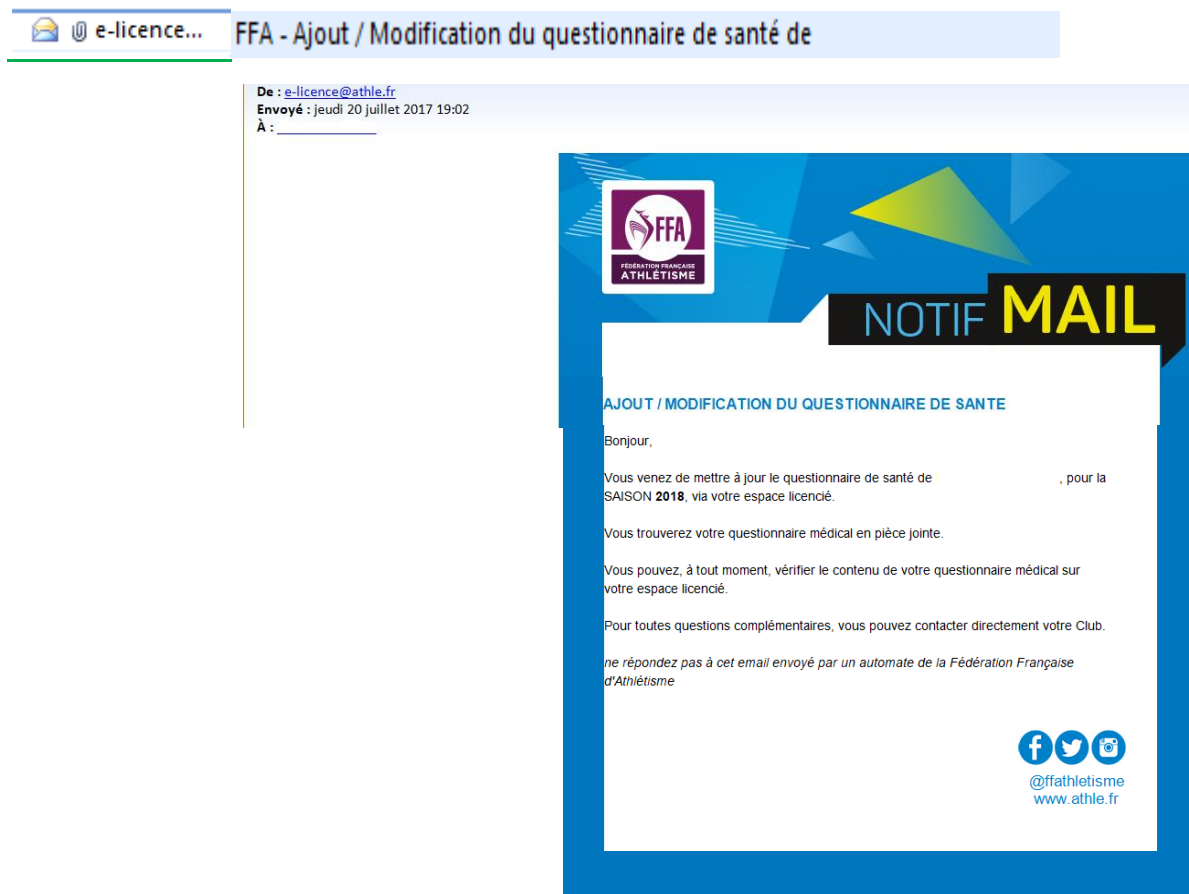 e-licence...
FFA - Ajout / Modification du questionnaire de santé de
De : e-licence@athle.fr
Envoyé : jeudi 20 juillet 2017 19:02
À :
FFA
FÉDÉRATION FRANÇAISE
ATHLÉTISME
NOTIF MAIL
AJOUT / MODIFICATION DU QUESTIONNAIRE DE SANTE
Bonjour,
Vous venez de mettre à jour le questionnaire de santé de , pour la
SAISON 2018, via votre espace licencié.
Vous trouverez votre questionnaire médical en pièce jointe.
Vous pouvez, à tout moment, vérifier le contenu de votre questionnaire médical sur
votre espace licencié.
Pour toutes questions complémentaires, vous pouvez contacter directement votre Club.
ne répondez pas à cet email envoyé par un automate de la Fédération Française
d'Athlétisme
@ffathletisme
www.athle.fr